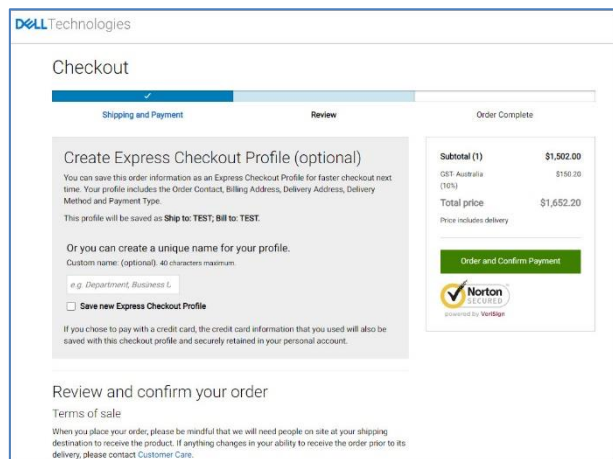 DELLTechnologies
Checkout
Shipping and Payment
Review
Order Complete
Create Express Checkout Profile (optional)
You can save this order information as an Express Checkout Profile for faster checkout next
time. Your profile includes the Order Contact, Billing Address, Delivery Address, Delivery
Method and Payment Type.
This profile will be saved as Ship to: TEST; Bill to: TEST.
Or you can create a unique name for your profile.
Custom name: (optional). 40 characters maximum.
e.g. Department, Business U
Save new Express Checkout Profile
If you chose to pay with a credit card, the credit card information that you used will also be
saved with this checkout profile and securely retained in your personal account.
Subtotal (1) $1,502.00
GST- Australia $150.20
(10%)
Total price $1,652.20
Price includes delivery
Order and Confirm Payment
Norton
SECURED
powered by VeriSign
Review and confirm your order
Terms of sale
When you place your order, please be mindful that we will need people on site at your shipping
destination to receive the product. If anything changes in your ability to receive the order prior to its
delivery, please contact Customer Care.